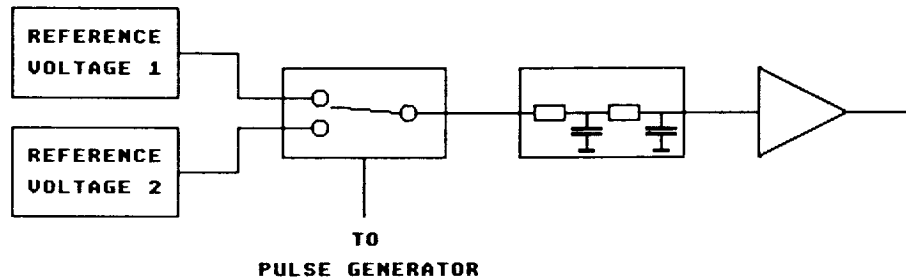 REFERENCE
VOLTAGE 1
REFERENCE
VOLTAGE 2
TO
PULSE GENERATOR